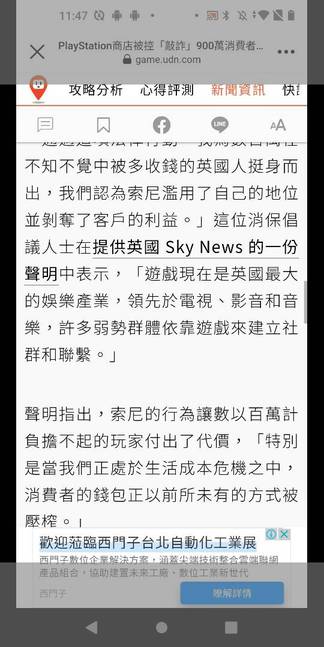 11:47
PlayStation商店被控「敲詐」900萬消費者...
game.udn.com
攻略分析 心得評測 新聞資訊
LINE
AA
不知不覺中被多收錢的英國人挺身而
出，我們認為索尼濫用了自己的地位
並剝奪了客戶的利益。」這位消保倡
議人士在提供英國 Sky News 的一份
聲明中表示，「遊戲現在是英國最大
的娛樂產業，領先於電視、影音和音
樂，許多弱勢群體依靠遊戲來建立社
群和聯繫。」
聲明指出，索尼的行為讓數以百萬計
負擔不起的玩家付出了代價，「特別
是當我們正處於生活成本危機之中，
消費者的錢包正以前所未有的方式被
壓榨。」
歡迎蒞臨西門子台北自動化工業展
西門子數位企業解決方案，涵蓋尖端技術整合雲端聯網
產品組合，協助建置未來工廠、數位工業新世代
西門子
瞭解詳情